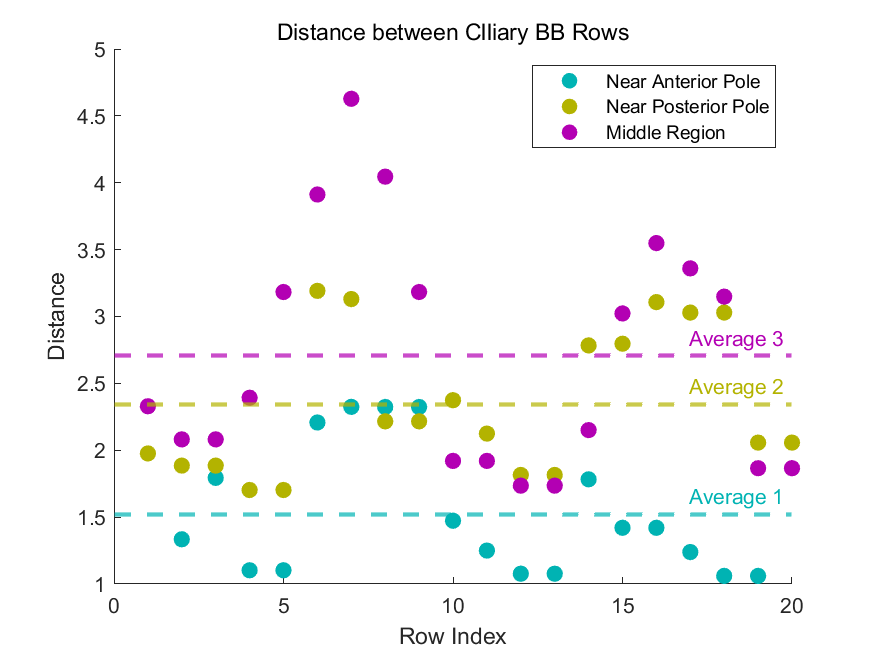 Distance between CIliary BB Rows
5
4.5
4
3.5
3
2.5
2
1.5
1
Distance
Near Anterior Pole
Near Posterior Pole
Middle Region
Average 3
Average 2
Average 1
0
5
10
15
20
Row Index